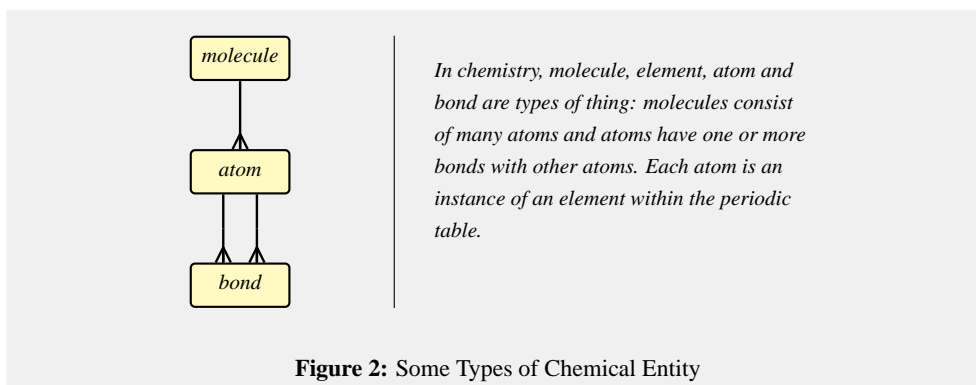 molecule
atom
bond
In chemistry, molecule, element, atom and
bond are types of thing: molecules consist
of many atoms and atoms have one or more
bonds with other atoms. Each atom is an
instance of an element within the periodic
table.
Figure 2: Some Types of Chemical Entity